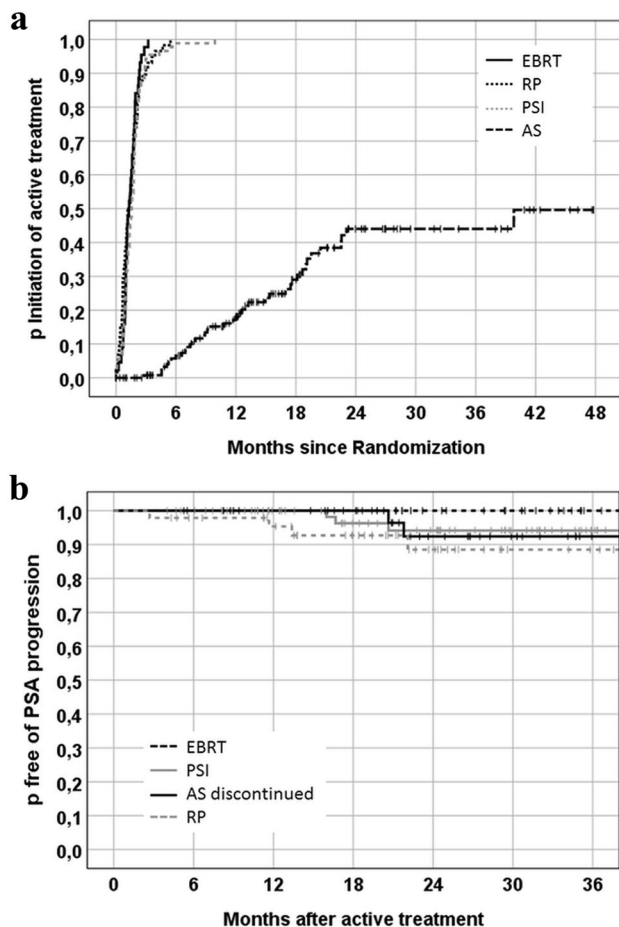 a
1,0
0,9
0,8
0,7
0,6
0,5
0,4
0,3
0,2
0,1
0,0
p Initiation of active treatment
EBRT
RP
PSI
AS
0 6 12 18 24 30 36 42 48
Months since Randomization
b
1,0
0,9
0,8
0,7
0,6
0,5
0,4
0,3
0,2
0,1
0,0
p free of PSA progression
EBRT
PSI
AS discontinued
RP
0 6 12 18 24 30 36
Months after active treatment